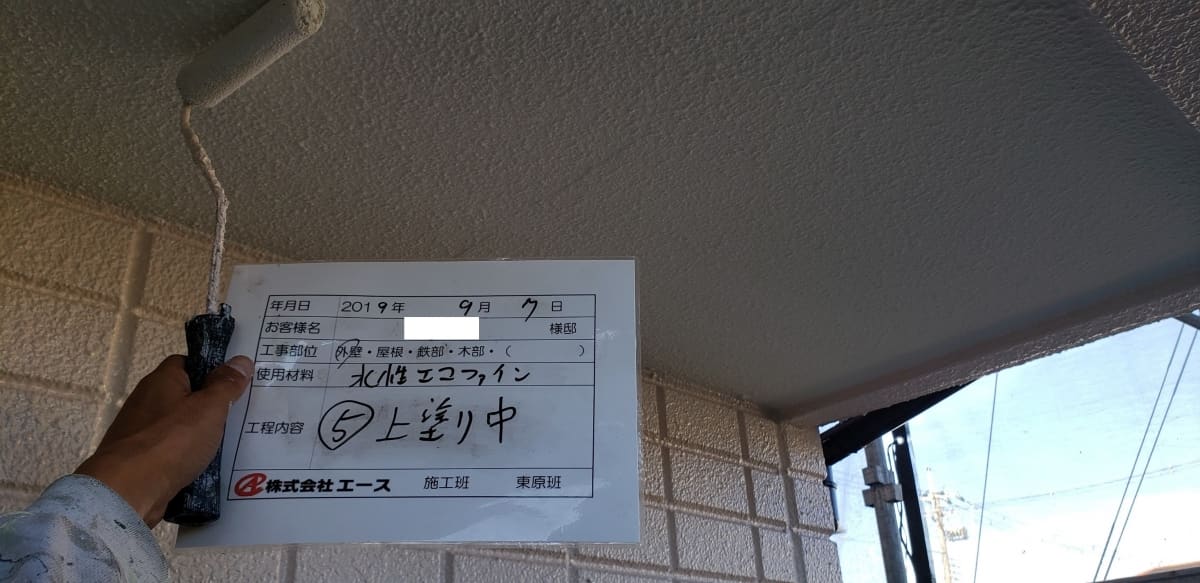 年月日 2019年 9月 7日
お客様名 様邸
工事部位 外壁・屋根・鉄部・木部・( )
使用材料 水性エコファイン
工程内容 ⑤上塗り中
株式会社エース 施工班 東原班